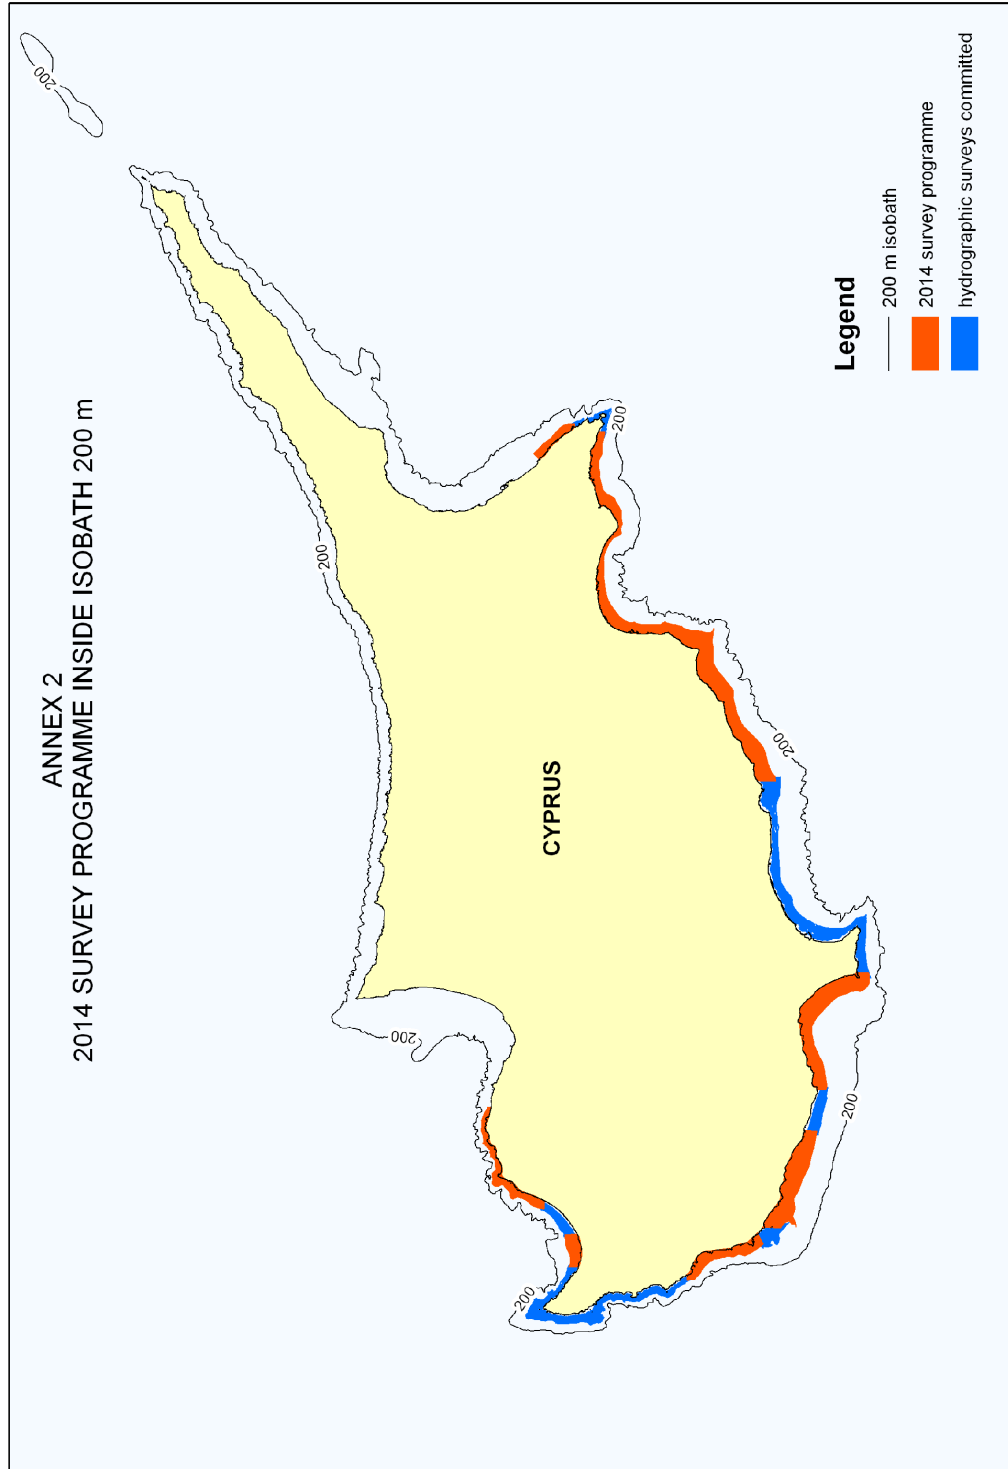 ANNEX 2
2014 SURVEY PROGRAMME INSIDE ISOBATH 200 m
200
200
200
200
CYPRUS
200
200
200
Legend
200 m isobath
2014 survey programme
hydrographic surveys committed